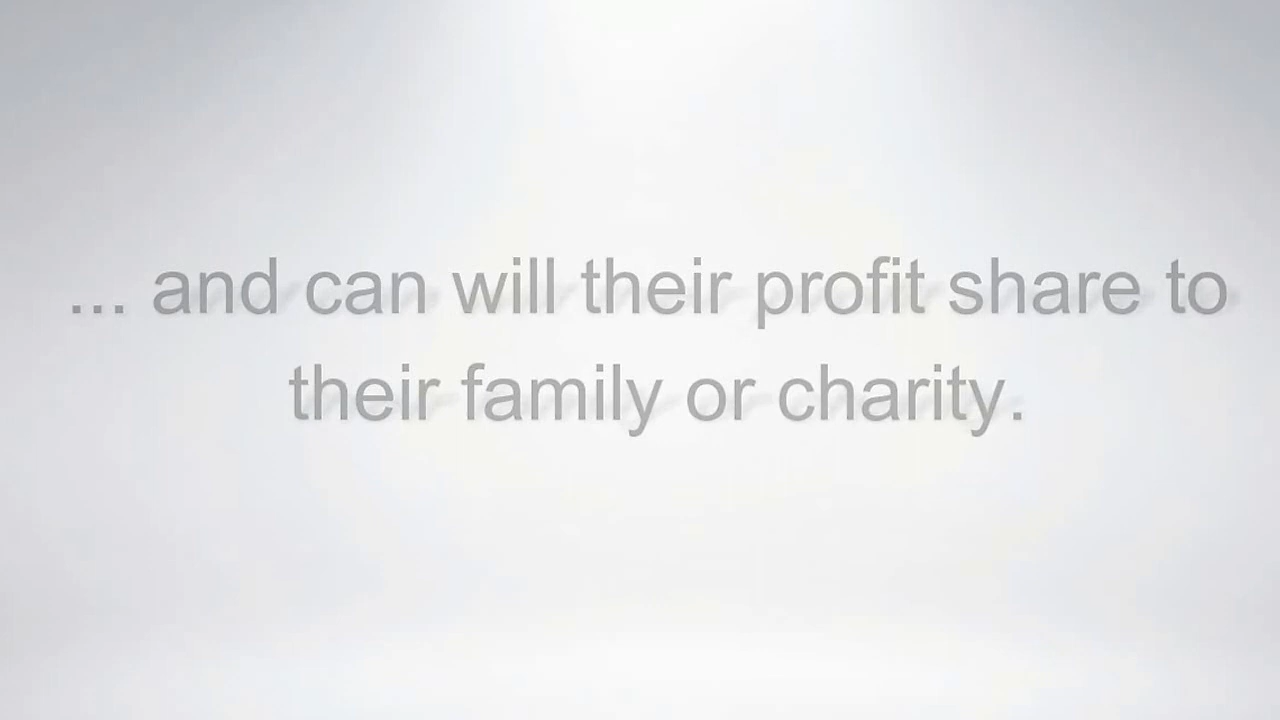 ... and can will their profit share to
their family or charity.